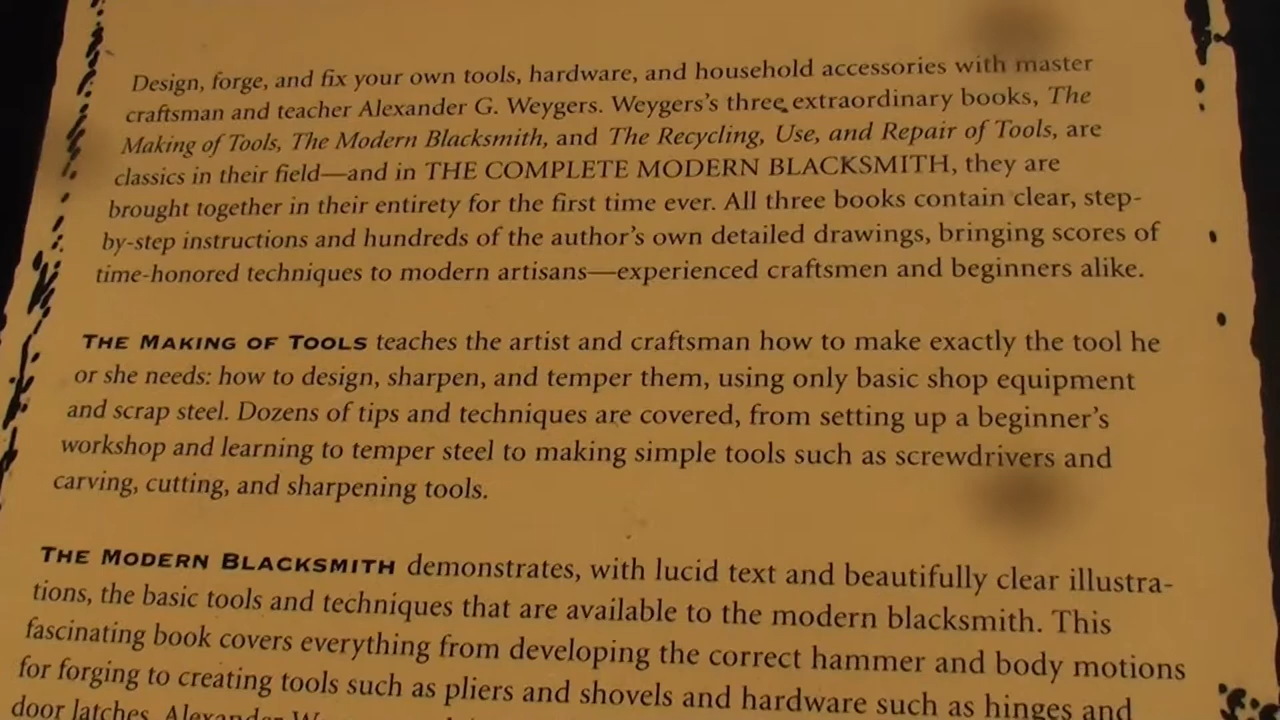 Design, forge, and fix your own tools, hardware, and household accessories with master
craftsman and teacher Alexander G. Weygers. Weygers's three extraordinary books, The
Making of Tools, The Modern Blacksmith, and The Recycling, Use, and Repair of Tools, are
classics in their field—and in THE COMPLETE MODERN BLACKSMITH, they are
brought together in their entirety for the first time ever. All three books contain clear, step-
by-step instructions and hundreds of the author's own detailed drawings, bringing scores of
time-honored techniques to modern artisans—experienced craftsmen and beginners alike.
THE MAKING OF TOOLS teaches the artist and craftsman how to make exactly the tool he
or she needs: how to design, sharpen, and temper them, using only basic shop equipment
and scrap steel. Dozens of tips and techniques are covered, from setting up a beginner's
workshop and learning to temper steel to making simple tools such as screwdrivers and
carving, cutting, and sharpening tools.
THE MODERN BLACKSMITH demonstrates, with lucid text and beautifully clear illustra-
tions, the basic tools and techniques that are available to the modern blacksmith. This
fascinating book covers everything from developing the correct hammer and body motions
for forging to creating tools such as pliers and shovels and hardware such as hinges and
door latches. Alexander